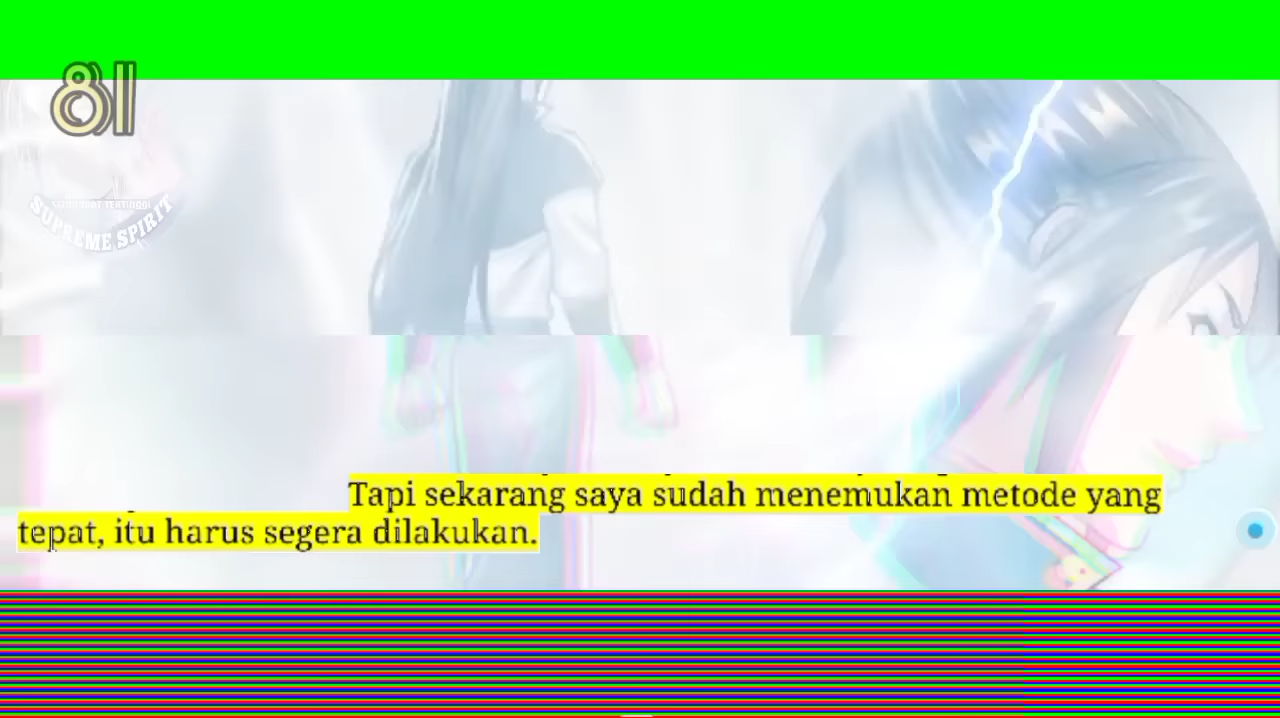 81
SUPREME SPIRIT
Tapi sekarang saya sudah menemukan metode yang
tepat, itu harus segera dilakukan.